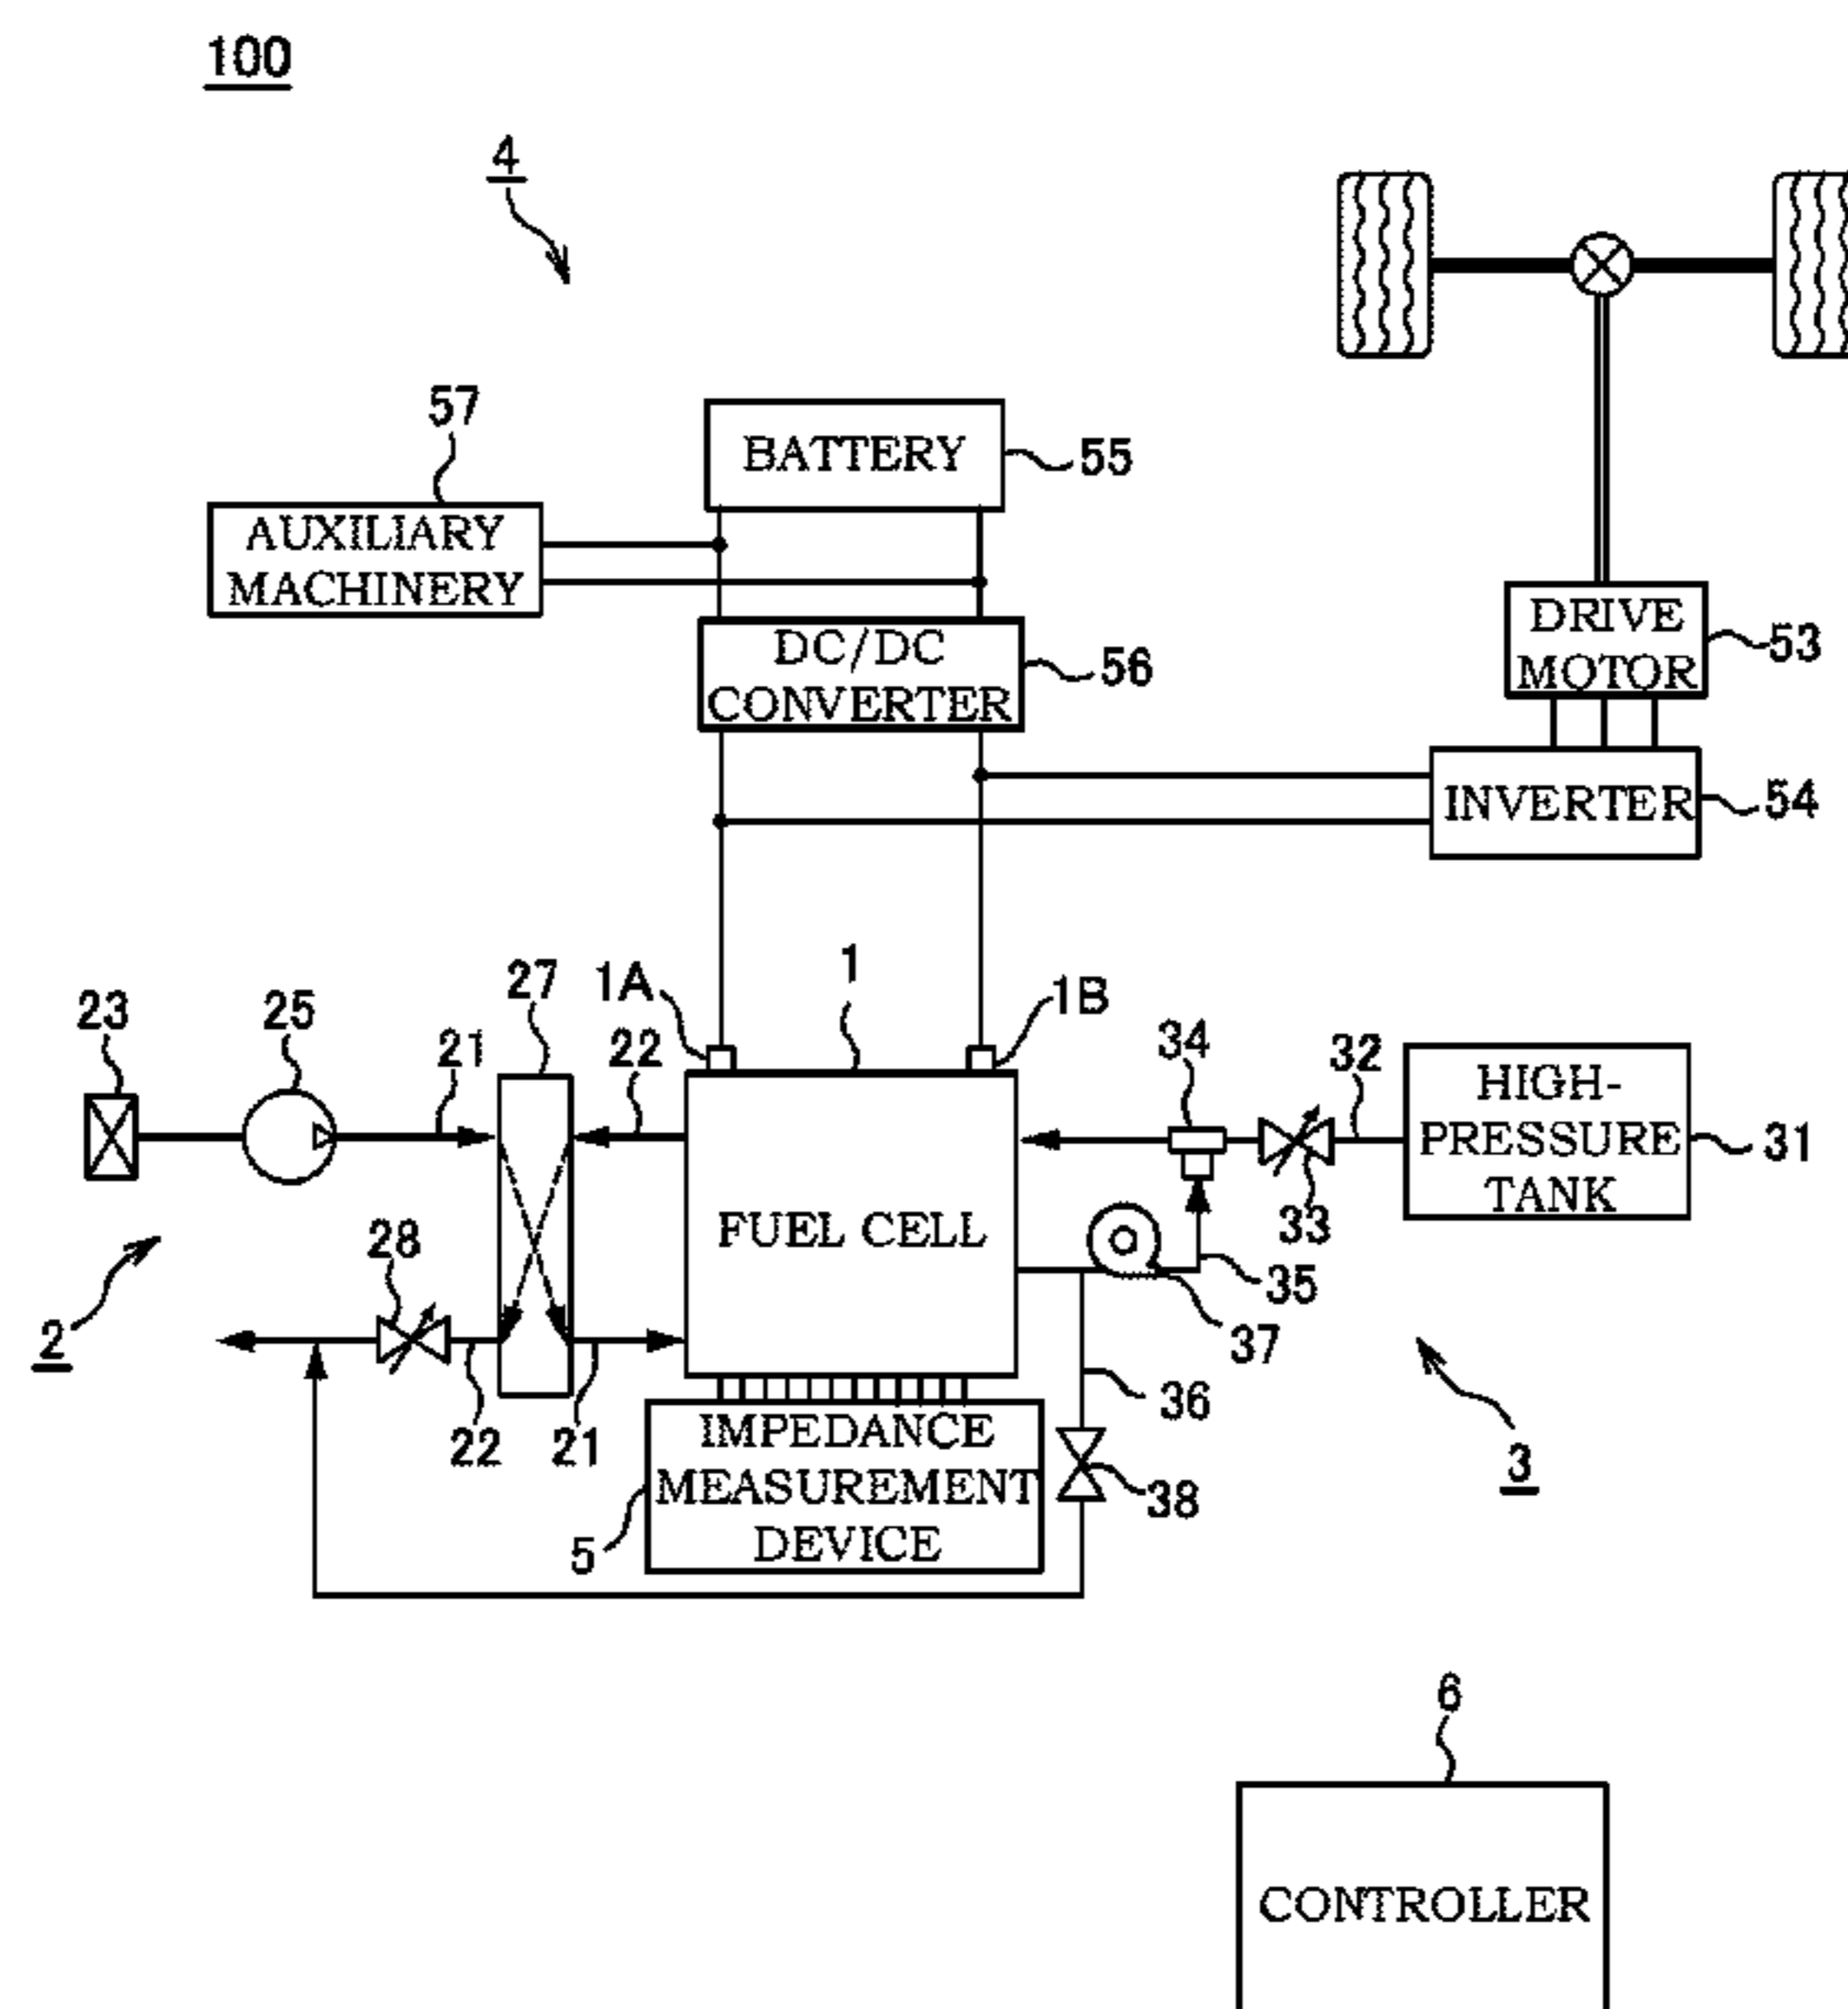 100
4
57
BATTERY
55
AUXILIARY
MACHINERY
DC/DC
CONVERTER
56
DRIVE
MOTOR
53
INVERTER
54
23
25
21
27
22
1A
1
1B
34
32
HIGH-
PRESSURE
TANK
31
33
28
FUEL CELL
35
37
2
22
21
36
3
IMPEDANCE
MEASUREMENT
DEVICE
5
38
6
CONTROLLER